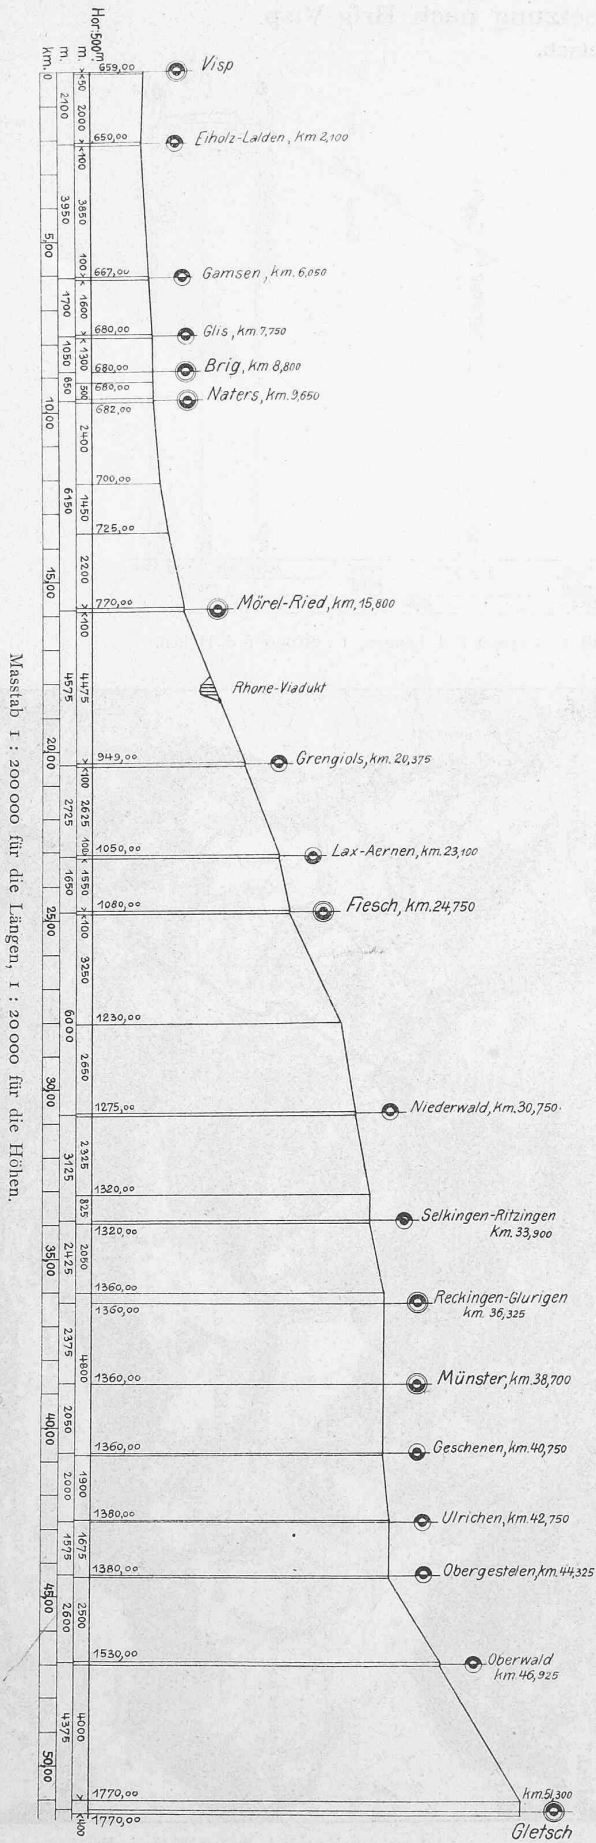 Hor:500m.
m.
m.
km. 0
659,00
Visp
650,00
Eiholz-Lalden, km 2,100
667,00
Gamsen, km. 6,050
680,00
Glis, km 7,750
680,00
Brig, km 8,800
680,00
Naters, km. 9,650
682,00
700,00
725,00
770,00
Mörel-Ried, km, 15,800
Rhone-Viadukt
949,00
Grengiols, km. 20,375
1050,00
Lax-Aernen, km. 23,100
1080,00
Fiesch, km. 24,750
1230,00
1275,00
Niederwald, km. 30,750.
1320,00
Selkingen-Ritzingen
km. 33,900
1320,00
1360,00
Reckingen-Glurigen
km. 36,325
1360,00
1360,00
Münster, km. 38,700
1360,00
Geschenen, km. 40,750
1380,00
Ulrichen, km. 42,750
1380,00
Obergestelen, km. 44,325
1530,00
Oberwald
km. 46,925
1770,00
km. 51,300
1770,00
Gletsch
50 2000 100 3850 100 1600 1300 500 2400 1450 2200 100 4475 100 2625 100 1550 100 3250 2650 2325 825 2050 4800 1900 1675 2500 4000 400
2100 3950 1700 1050 650 6150 4575 2725 1650 6000 3125 2425 2375 2050 2000 1575 2600 4375
5,00 10,00 15,00 20,00 25,00 30,00 35,00 40,00 45,00 50,00
Masstab 1 : 200 000 für die Längen, 1 : 20 000 für die Höhen.